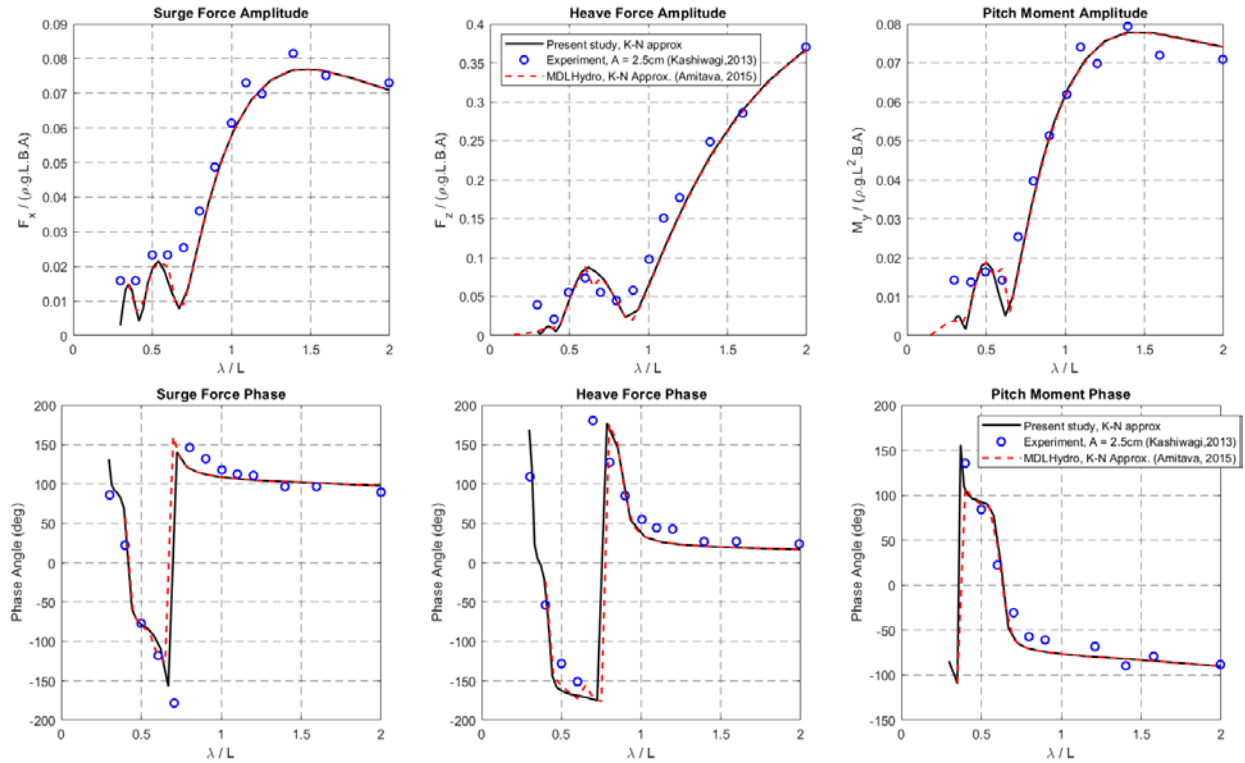 Surge Force Amplitude
0.09
0.08
0.07
0.06
0.05
0.04
0.03
0.02
0.01
0
F_x / (ρ.g.L.B.A)
0 0.5 1 1.5 2
λ / L
Heave Force Amplitude
Present study, K-N approx
Experiment, A = 2.5cm (Kashiwagi,2013)
MDLHydro, K-N Approx. (Amitava, 2015)
0.4
0.35
0.3
0.25
0.2
0.15
0.1
0.05
0
F_z / (ρ.g.L.B.A)
0 0.5 1 1.5 2
λ / L
Pitch Moment Amplitude
0.08
0.07
0.06
0.05
0.04
0.03
0.02
0.01
0
M_y / (ρ.g.L².B.A)
0 0.5 1 1.5 2
λ / L
Surge Force Phase
200
150
100
50
0
-50
-100
-150
-200
Phase Angle (deg)
0 0.5 1 1.5 2
λ / L
Heave Force Phase
200
150
100
50
0
-50
-100
-150
-200
Phase Angle (deg)
0 0.5 1 1.5 2
λ / L
Pitch Moment Phase
Present study, K-N approx
Experiment, A = 2.5cm (Kashiwagi,2013)
MDLHydro, K-N Approx. (Amitava, 2015)
200
150
100
50
0
-50
-100
-150
Phase Angle (deg)
0 0.5 1 1.5 2
λ / L